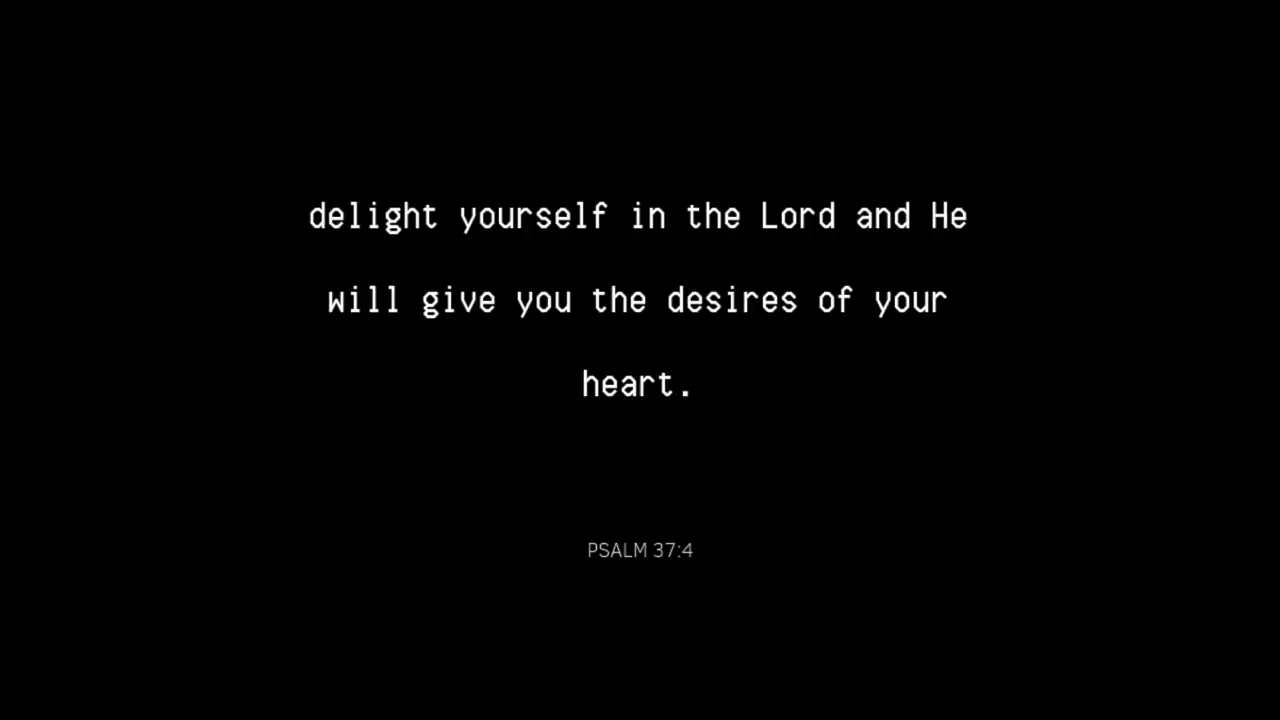 delight yourself in the Lord and He
will give you the desires of your
heart.
PSALM 37:4